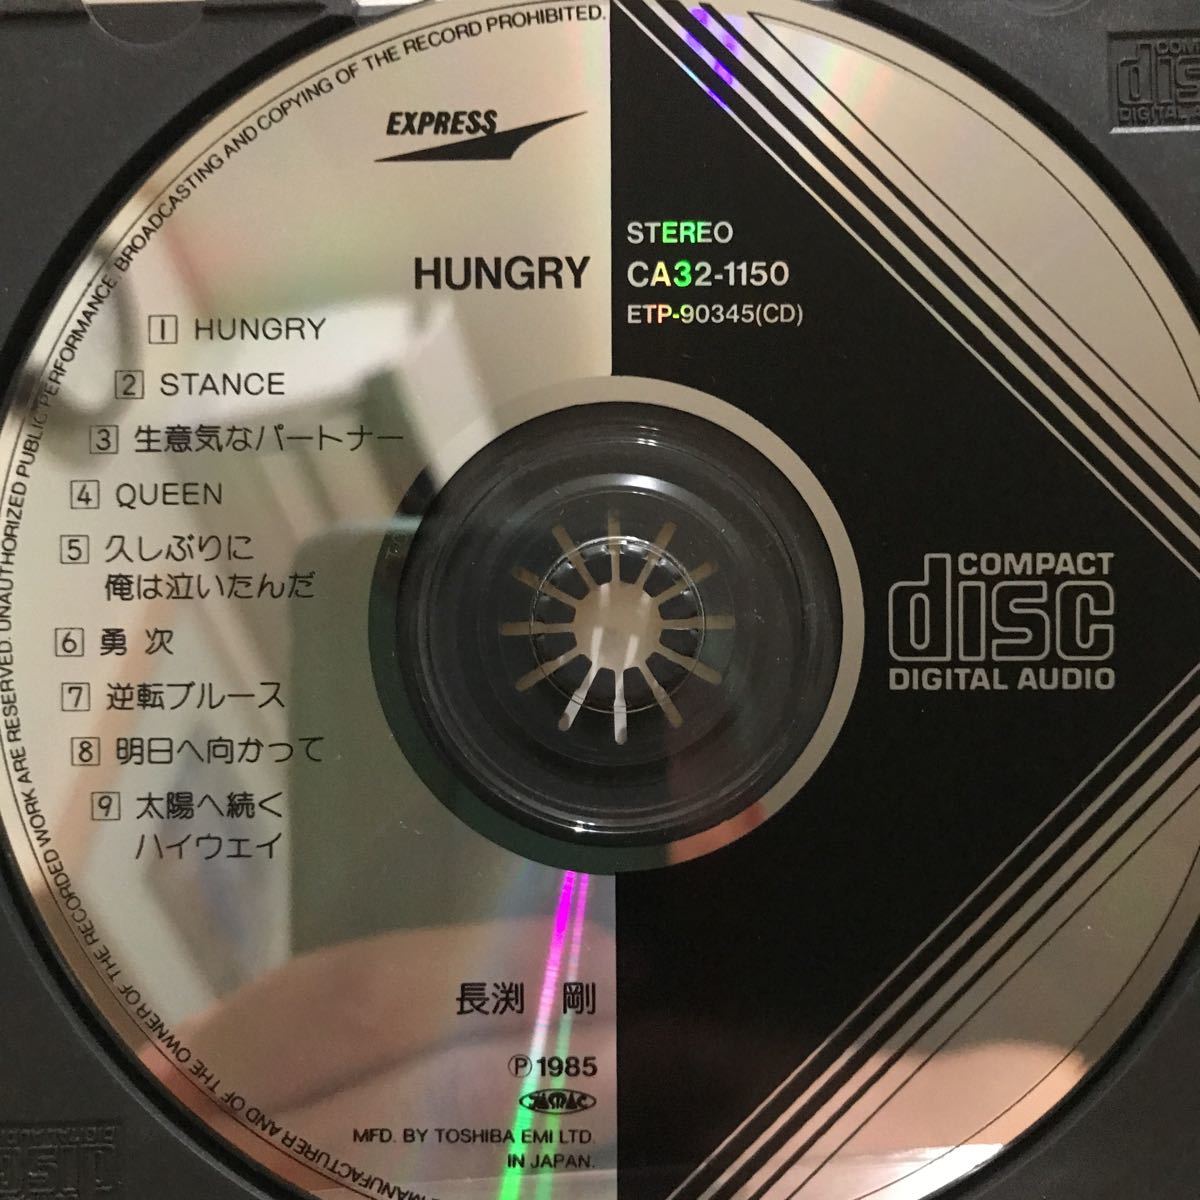 EXPRESS
HUNGRY
STEREO
CA32-1150
ETP-90345(CD)
1 HUNGRY
2 STANCE
3 生意気なパートナー
4 QUEEN
5 久しぶりに
俺は泣いたんだ
6 勇次
7 逆転ブルース
8 明日へ向かって
9 太陽へ続く
ハイウェイ
COMPACT
disc
DIGITAL AUDIO
長渕 剛
Ⓟ1985
MFD. BY TOSHIBA EMI LTD.
IN JAPAN.
MANUFACTURER AND OF THE OWNER OF THE RECORDED WORK ARE RESERVED. UNAUTHORIZED PUBLIC PERFORMANCE. BROADCASTING AND COPYING OF THE RECORD PROHIBITED.
disc